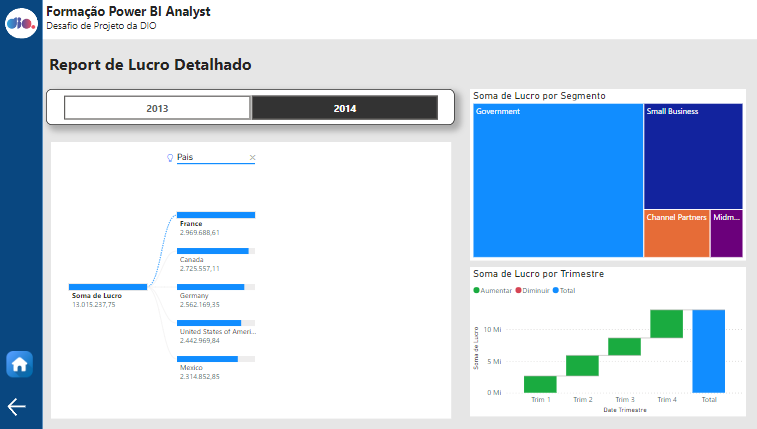 dio.
Formação Power BI Analyst
Desafio de Projeto da DIO
Report de Lucro Detalhado
2013
2014
País
France
2.969.688,61
Canada
2.725.557,11
Soma de Lucro
13.015.237,75
Germany
2.562.169,35
United States of Ameri...
2.442.969,84
Mexico
2.314.852,85
Soma de Lucro por Segmento
Government
Small Business
Channel Partners
Midm...
Soma de Lucro por Trimestre
Aumentar Diminuir Total
Soma de Lucro
10 Mi
5 Mi
0 Mi
Trim 1 Trim 2 Trim 3 Trim 4 Total
Date Trimestre